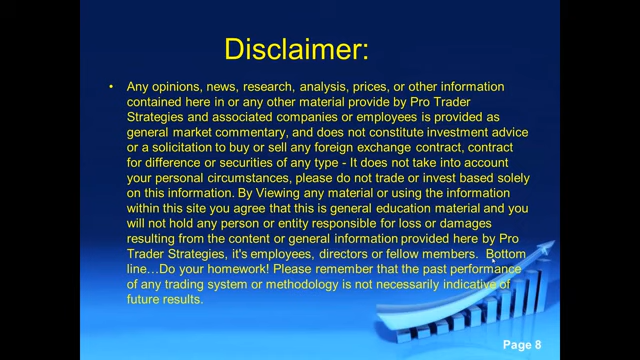 Disclaimer:
• Any opinions, news, research, analysis, prices, or other information
contained here in or any other material provide by Pro Trader
Strategies and associated companies or employees is provided as
general market commentary, and does not constitute investment advice
or a solicitation to buy or sell any foreign exchange contract, contract
for difference or securities of any type - It does not take into account
your personal circumstances, please do not trade or invest based solely
on this information. By Viewing any material or using the information
within this site you agree that this is general education material and you
will not hold any person or entity responsible for loss or damages
resulting from the content or general information provided here by Pro
Trader Strategies, it's employees, directors or fellow members. Bottom
line…Do your homework! Please remember that the past performance
of any trading system or methodology is not necessarily indicative of
future results.
Page 8